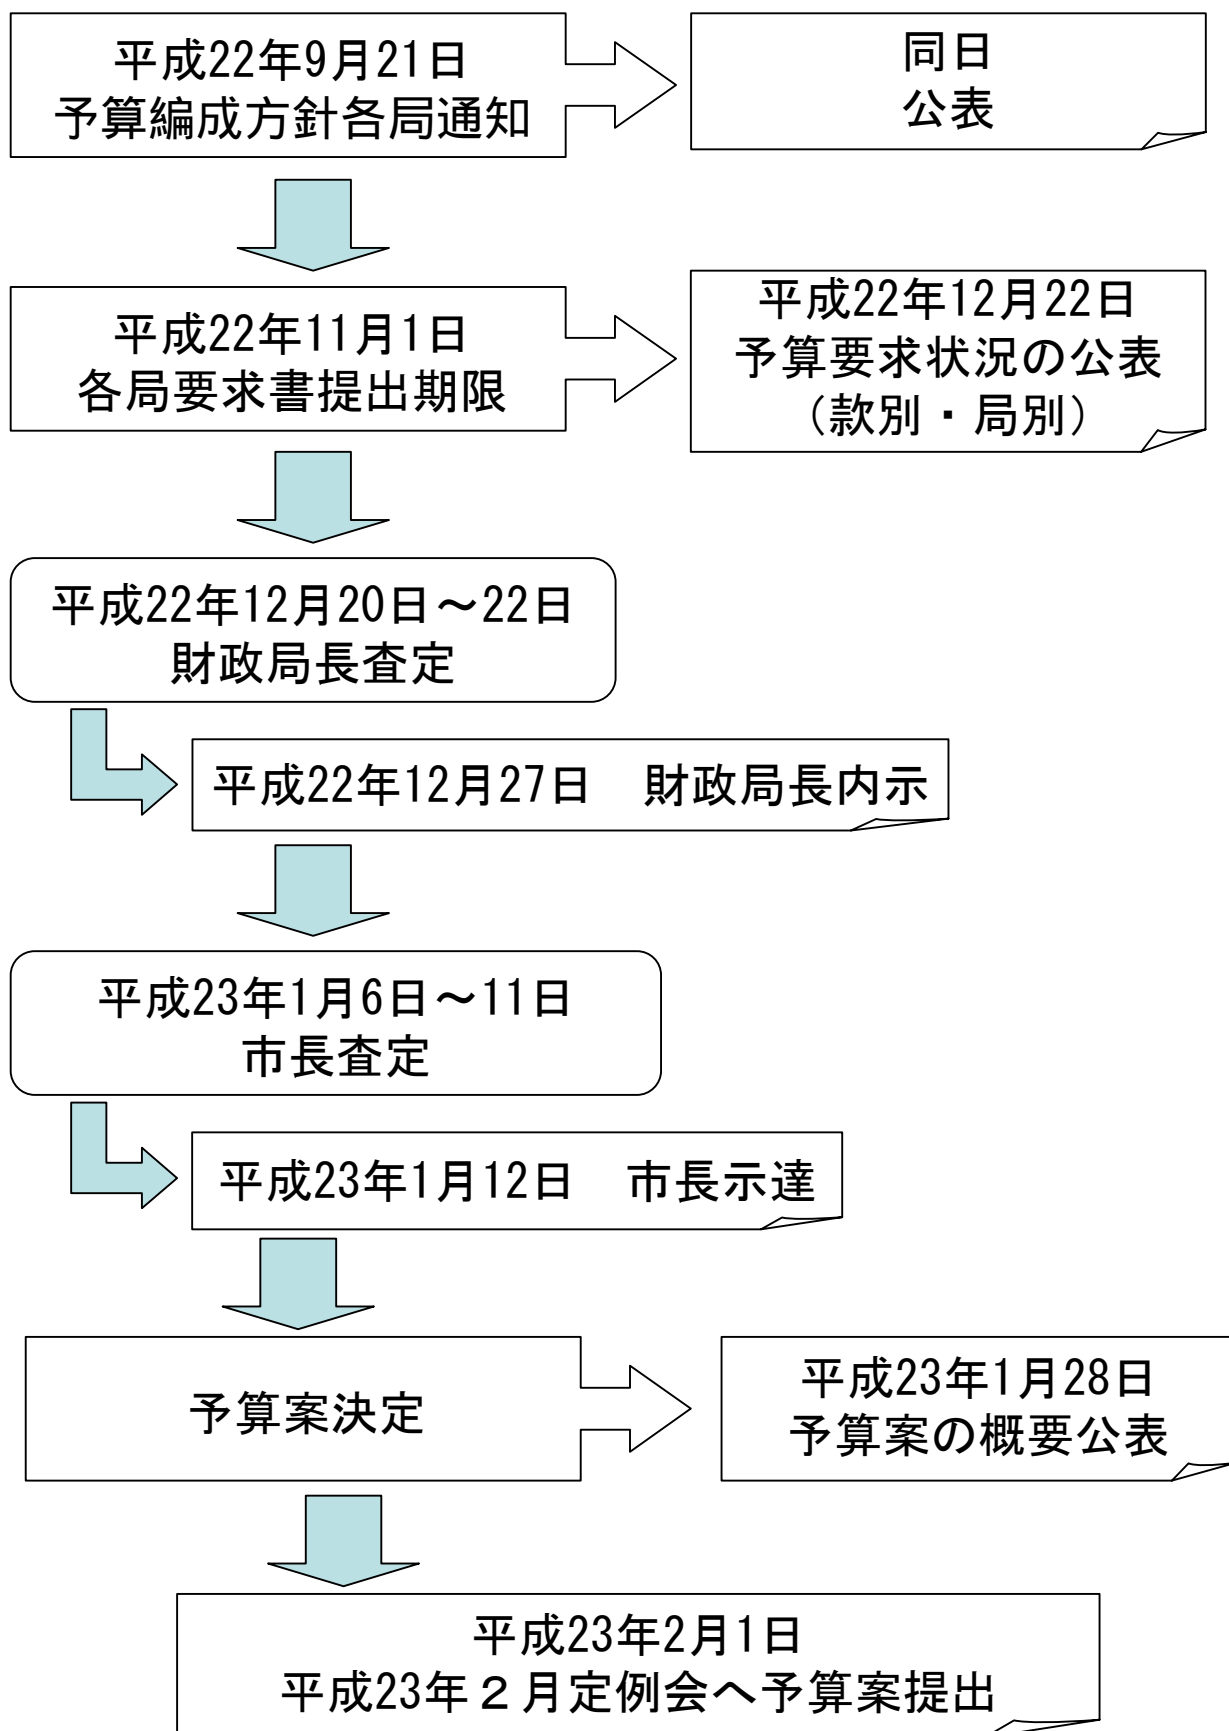 平成22年9月21日
予算編成方針各局通知
同日
公表
平成22年11月1日
各局要求書提出期限
平成22年12月22日
予算要求状況の公表
（款別・局別）
平成22年12月20日～22日
財政局長査定
平成22年12月27日　財政局長内示
平成23年1月6日～11日
市長査定
平成23年1月12日　市長示達
予算案決定
平成23年1月28日
予算案の概要公表
平成23年2月1日
平成23年２月定例会へ予算案提出